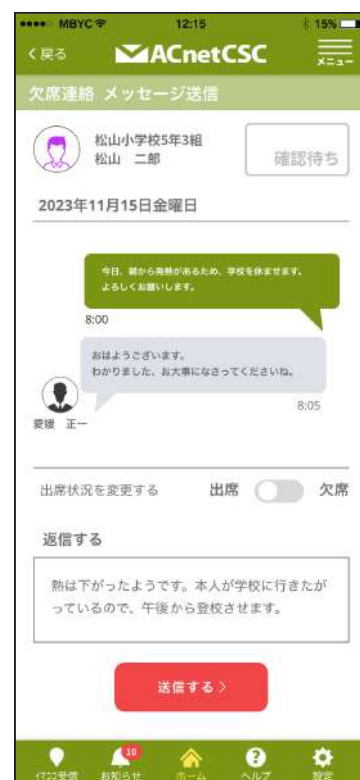 MBYC 12:15 15%
く戻る ACnetCSC メニュー
欠席連絡 メッセージ送信
松山小学校5年3組
松山 二郎
確認待ち
2023年11月15日金曜日
今日、朝から発熱があるため、学校を休ませます。
よろしくお願いします。
8:00
おはようございます。
わかりました、お大事になさってくださいね。
8:05
愛媛 正一
出席状況を変更する 出席 欠席
返信する
熱は下がったようです。本人が学校に行きたが
っているので、午後から登校させます。
送信する 〉
10
ｲﾏｺｺ受信 お知らせ ホーム ヘルプ 設定